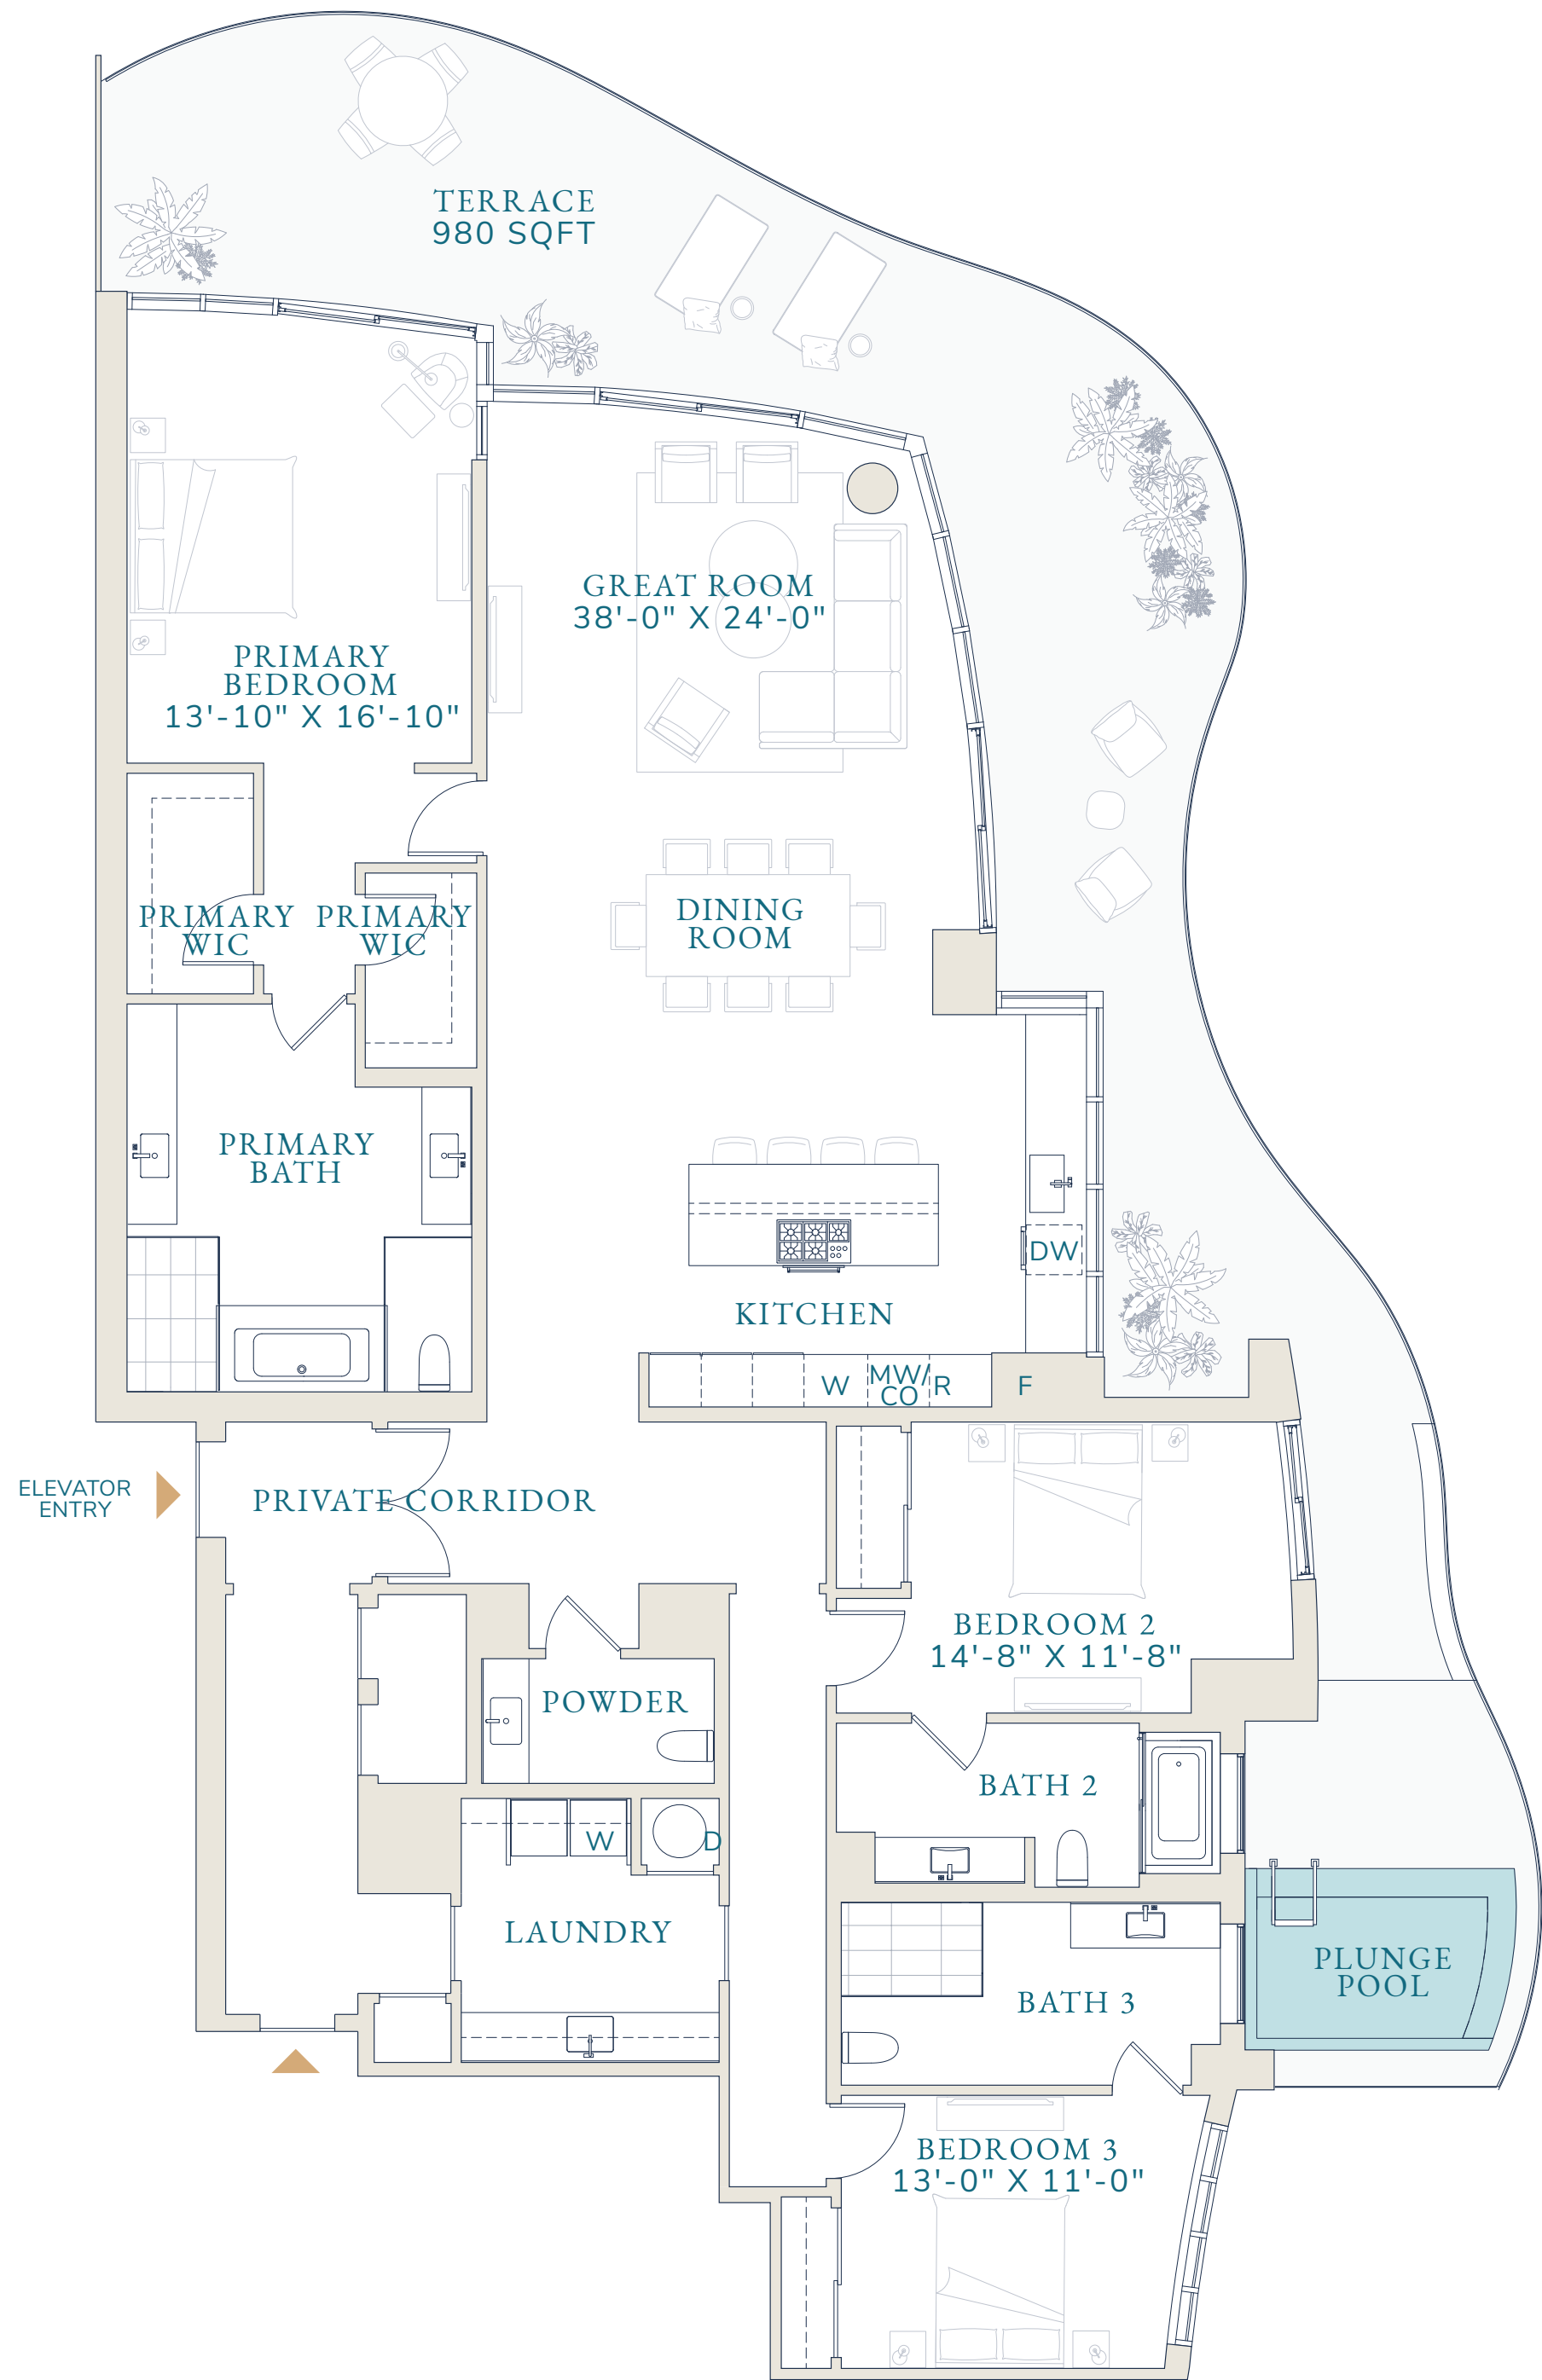 TERRACE
980 SQFT
GREAT ROOM
38'-0" X 24'-0"
PRIMARY
BEDROOM
13'-10" X 16'-10"
PRIMARY
WIC
PRIMARY
WIC
DINING
ROOM
PRIMARY
BATH
DW
KITCHEN
W
MW/
CO
R
F
ELEVATOR
ENTRY
PRIVATE CORRIDOR
BEDROOM 2
14'-8" X 11'-8"
POWDER
BATH 2
W
D
LAUNDRY
PLUNGE
POOL
BATH 3
BEDROOM 3
13'-0" X 11'-0"